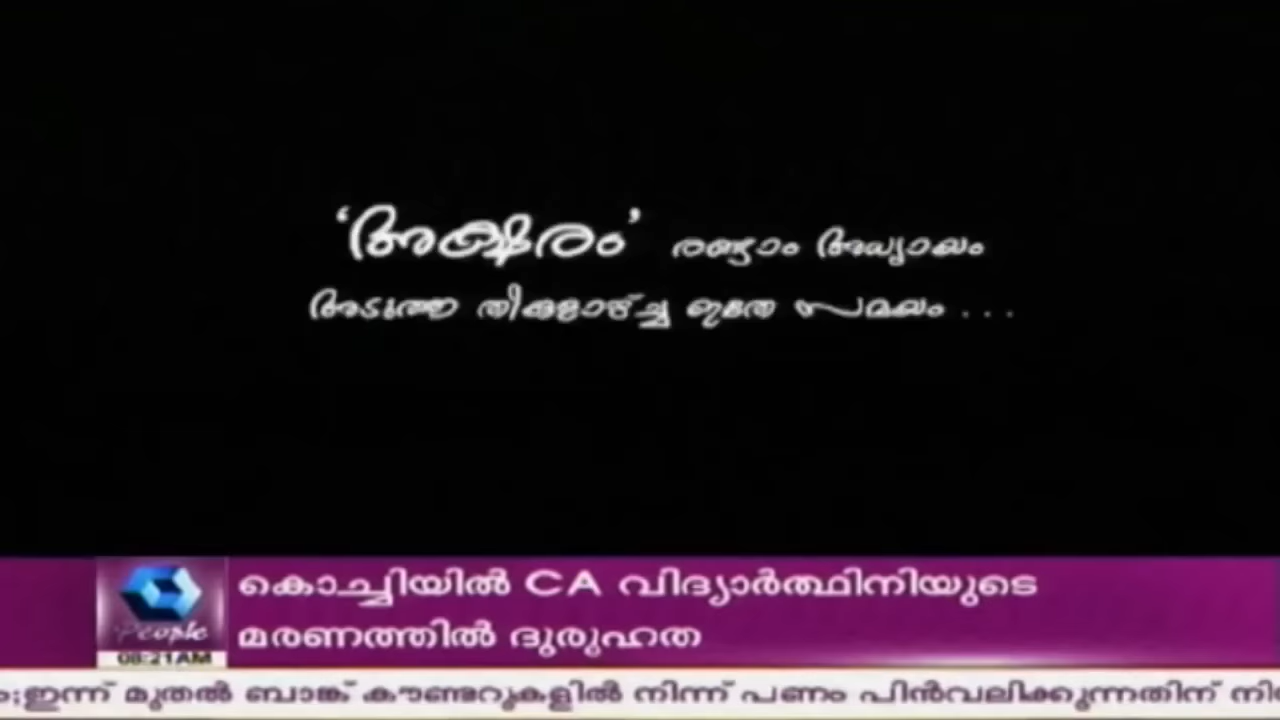 ‘അക്ഷരം’ രണ്ടാം അധ്യായം
അടുത്ത തിങ്കളാഴ്ച്ച ഇതേ സമയം ...
കൊച്ചിയിൽ CA വിദ്യാർത്ഥിനിയുടെ
മരണത്തിൽ ദുരുഹത
People
08:21AM
ഇന്ന് മുതൽ ബാങ്ക് കൗണ്ടറുകളിൽ നിന്ന് പണം പിൻവലിക്കുന്നതിന്